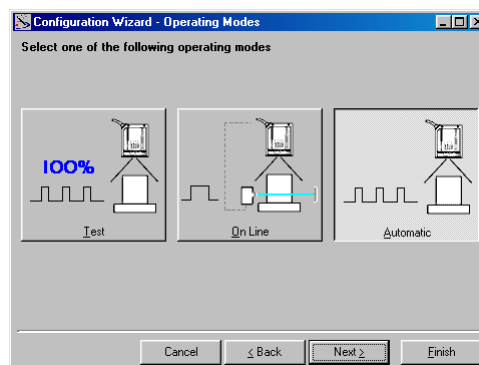 Configuration Wizard - Operating Modes
Select one of the following operating modes
100%
Test
On Line
Automatic
Cancel
< Back
Next >
Finish